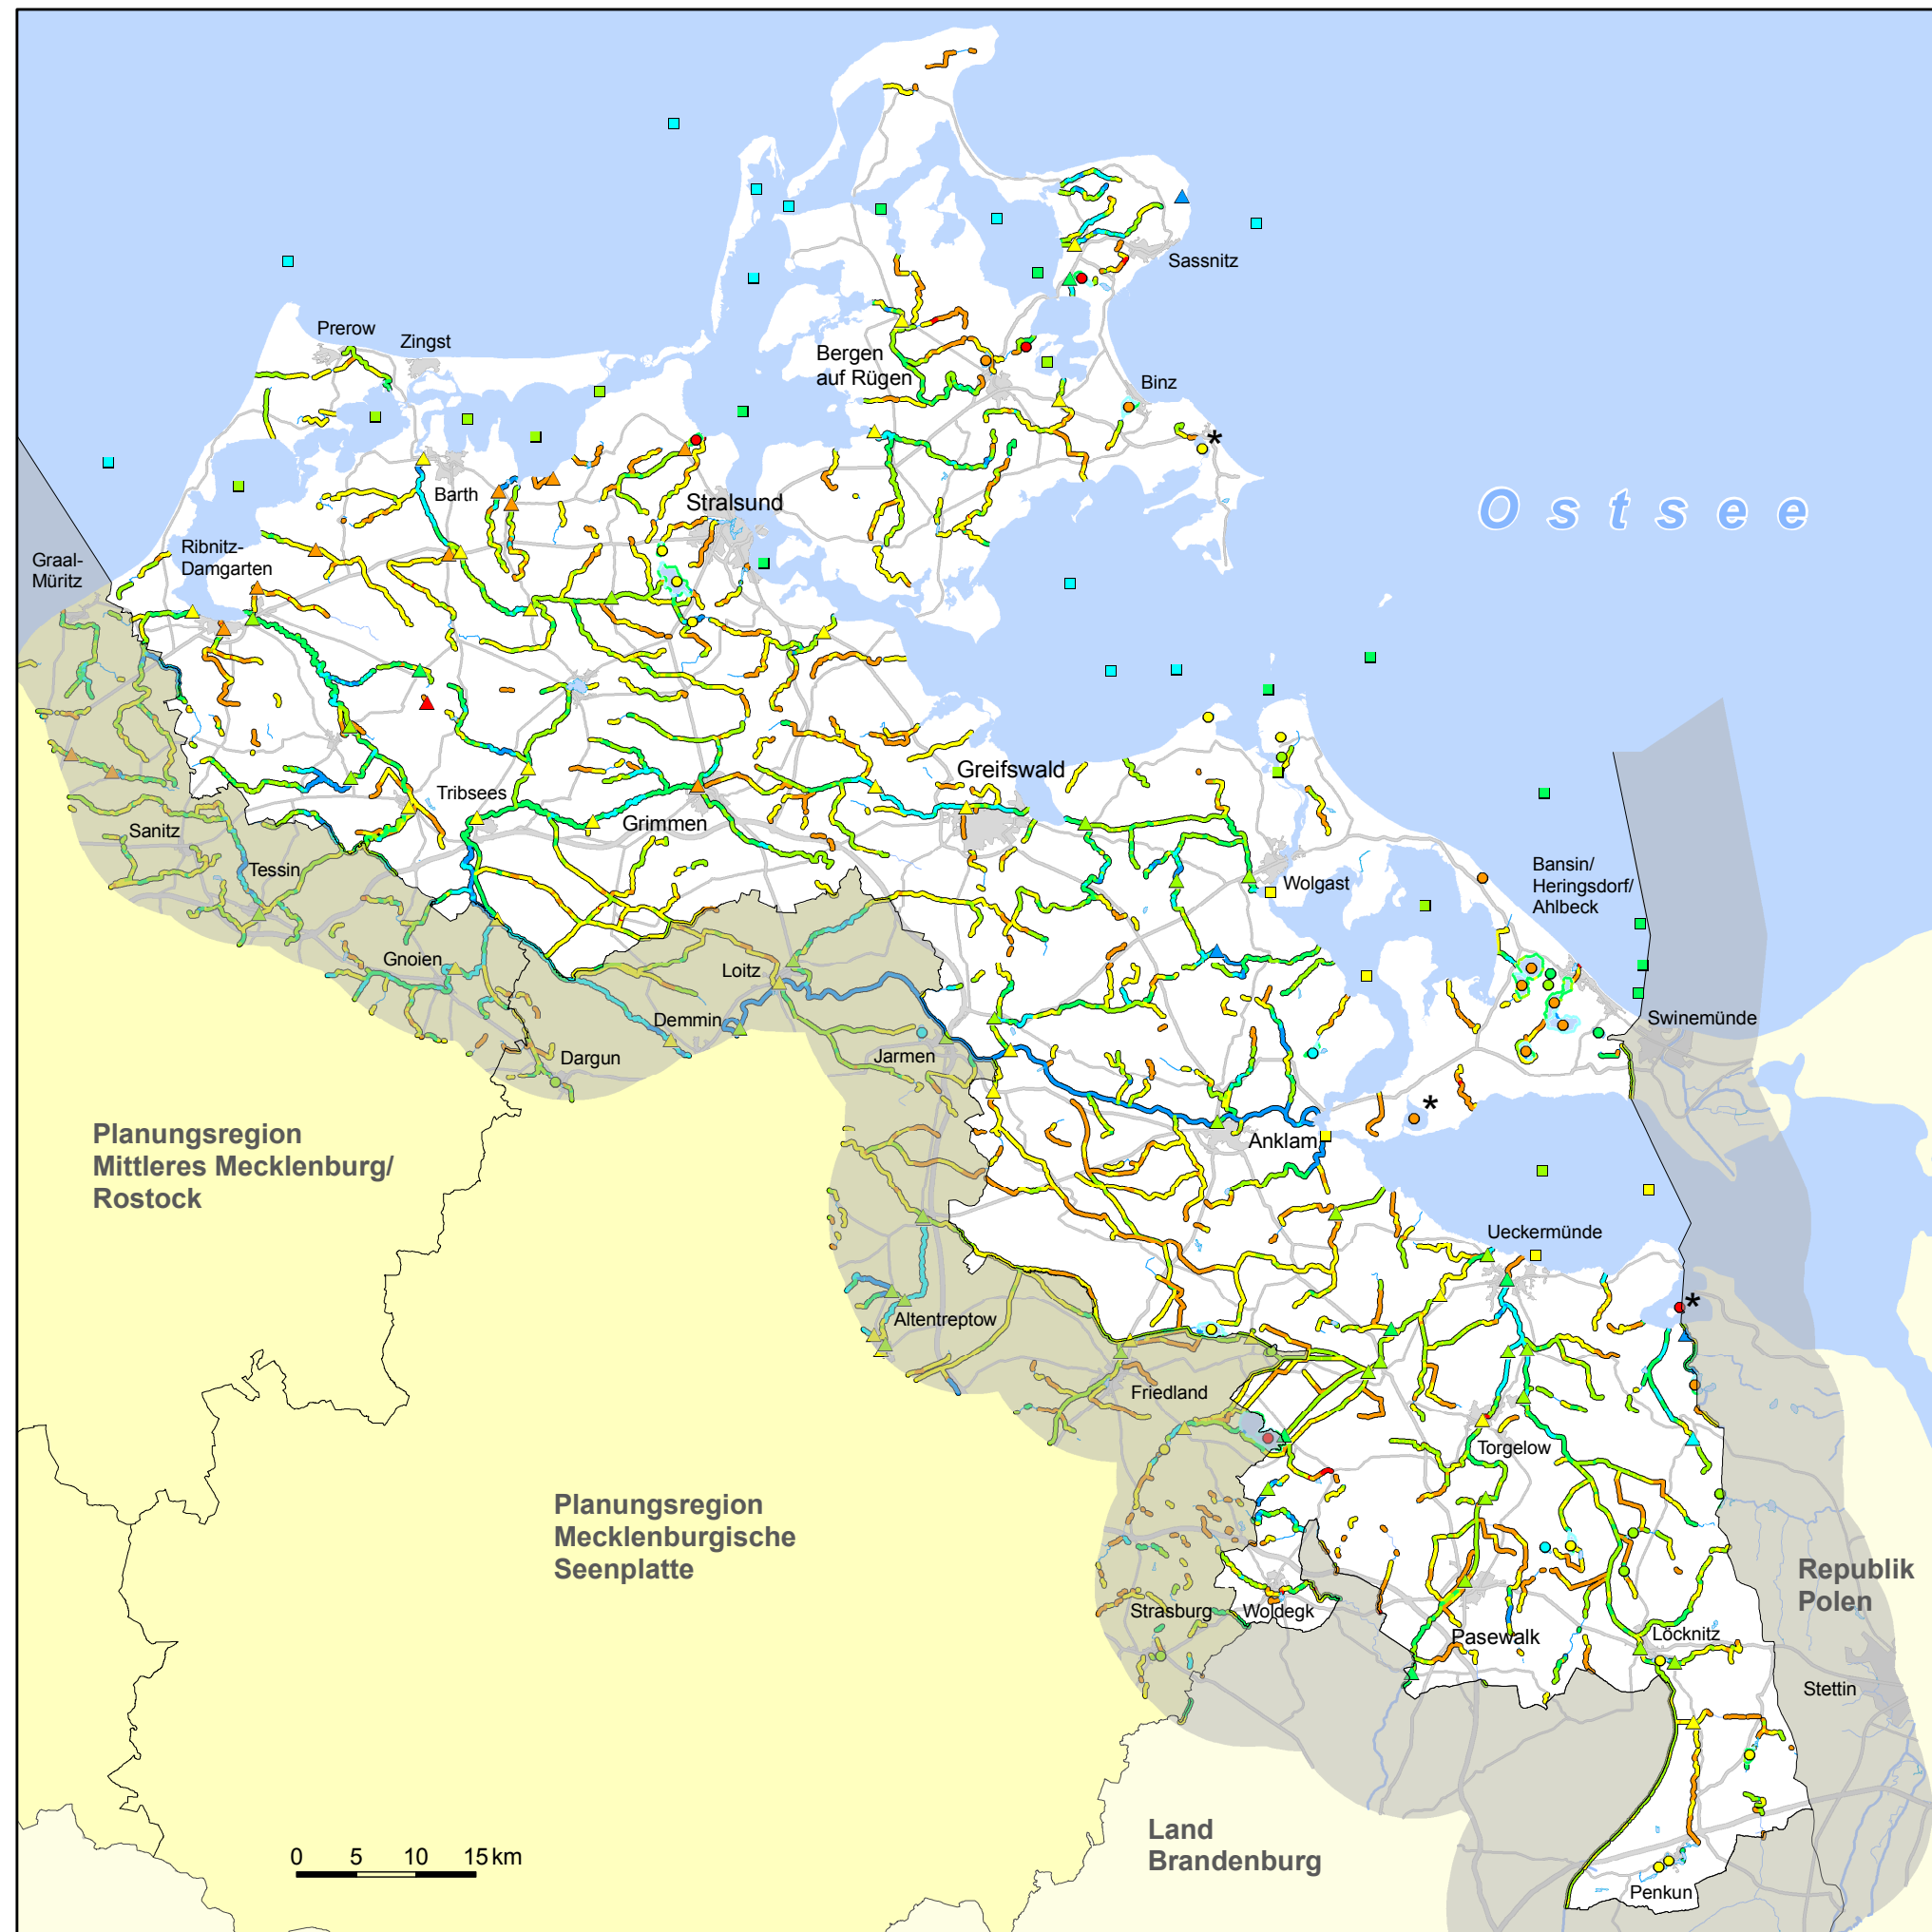 Sassnitz
Prerow
Zingst
Bergen
auf Rügen
Binz
*
Barth
Stralsund
O s t s e e
Graal-
Müritz
Ribnitz-
Damgarten
Greifswald
Tribsees
Grimmen
Sanitz
Tessin
Wolgast
Bansin/
Heringsdorf/
Ahlbeck
Gnoien
Loitz
Demmin
Swinemünde
Dargun
Jarmen
*
Anklam
Planungsregion
Mittleres Mecklenburg/
Rostock
Ueckermünde
*
Altentreptow
Friedland
Torgelow
Planungsregion
Mecklenburgische
Seenplatte
Republik
Polen
Strasburg
Woldegk
Pasewalk
Löcknitz
Stettin
Land
Brandenburg
0 5 10 15 km
Penkun